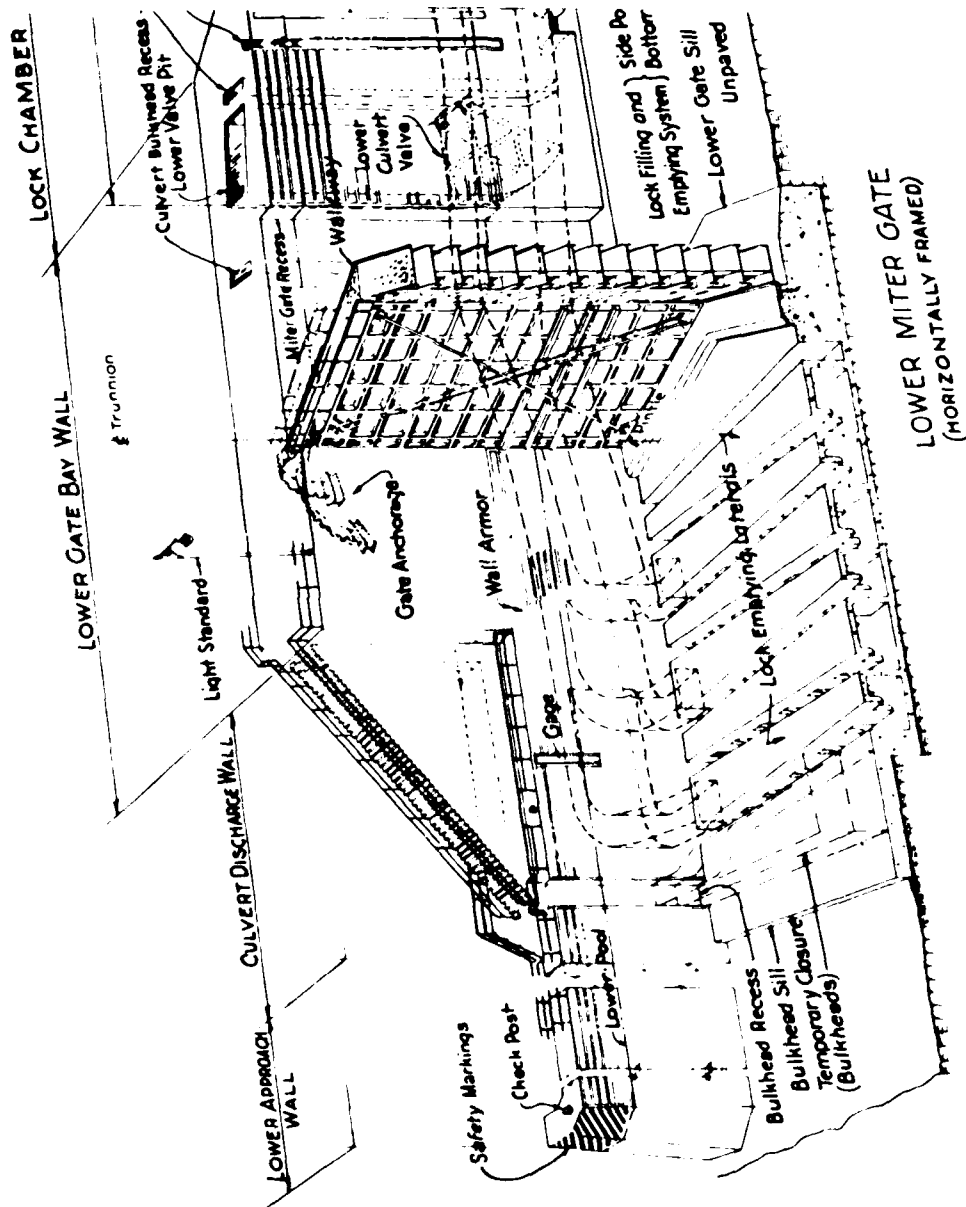 LOCK CHAMBER
LOWER GATE BAY WALL
CULVERT DISCHARGE WALL
LOWER APPROACH
WALL
Culvert Bulkhead Recess
Lower Valve Pit
Trunnion
Light Standard
Miter Gate Recess
Walkway
Lower
Culvert
Valve
Gate Anchorage
Wall Armor
Gage
Safety Markings
Check Post
Lower Pool
Lock Filling and } Side Po
Emptying System } Bottom
Lower Gate Sill
Unpaved
Pintle
Lock Emptying Laterals
Bulkhead Recess
Bulkhead Sill
Temporary Closure
(Bulkheads)
LOWER MITER GATE
(HORIZONTALLY FRAMED)